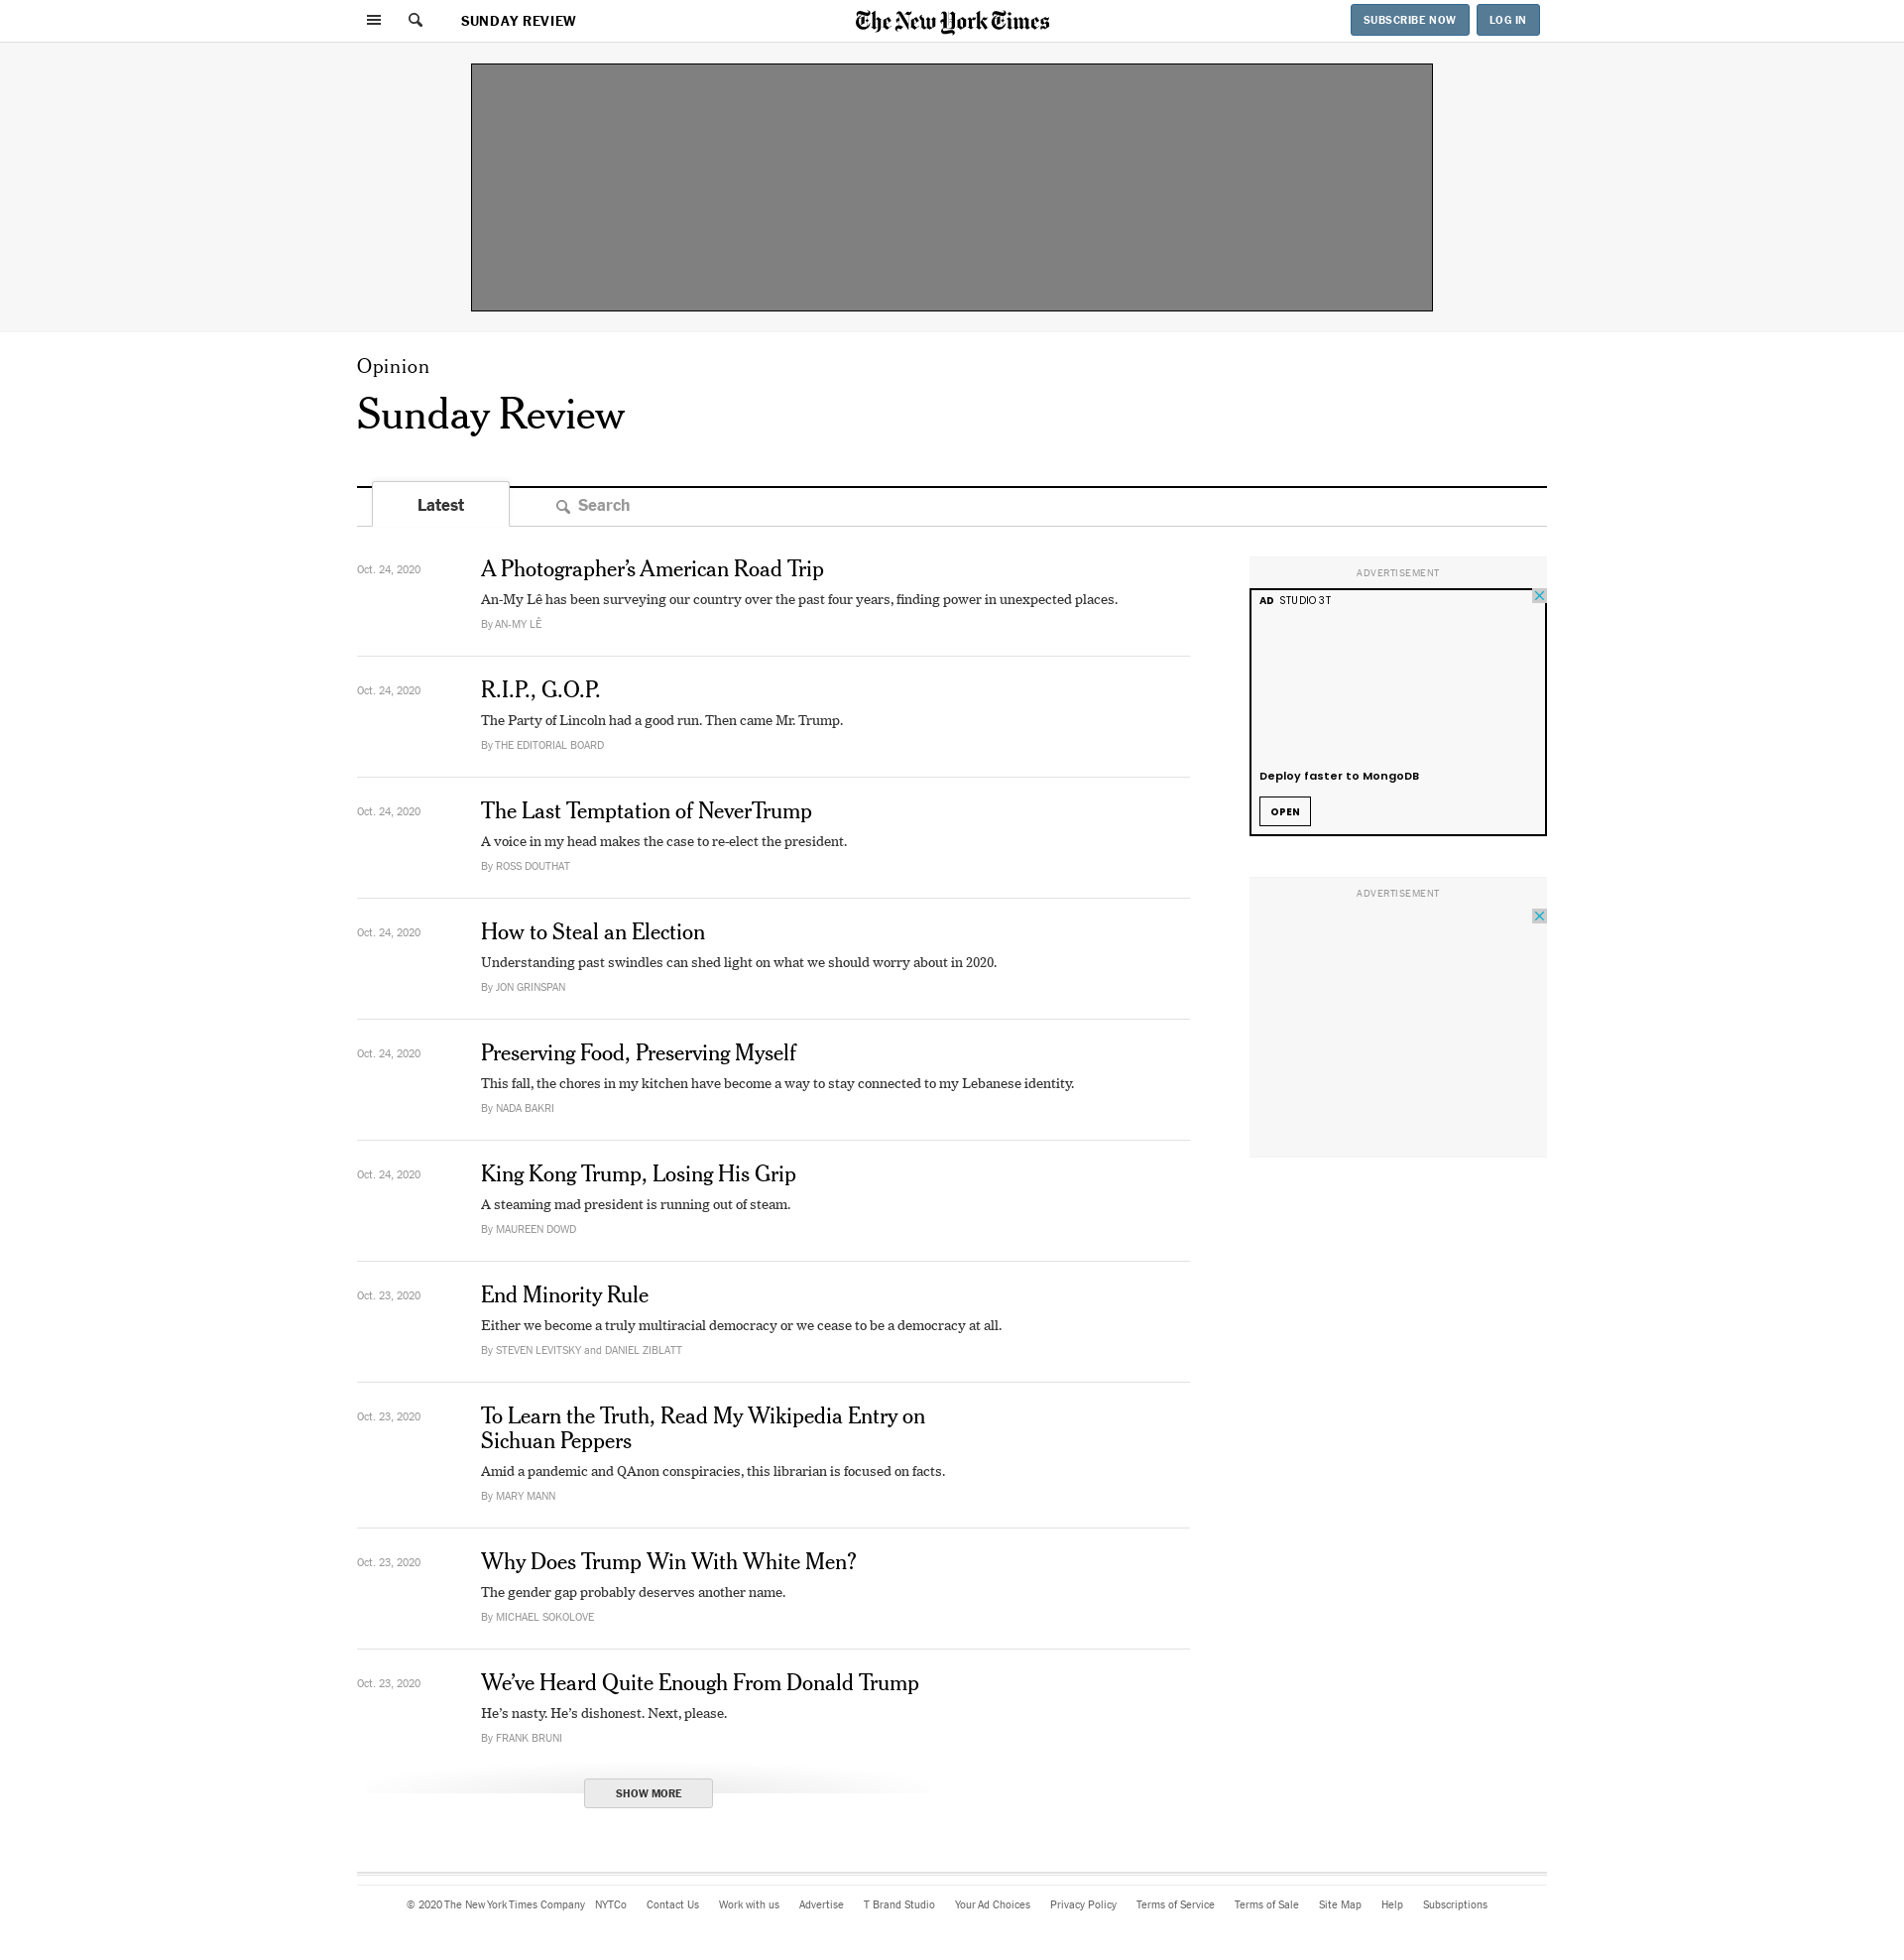 SUNDAY REVIEW
The New York Times
SUBSCRIBE NOW
LOG IN
Opinion
Sunday Review
Latest
Search
Oct. 24, 2020
A Photographer’s American Road Trip
An-My Lê has been surveying our country over the past four years, finding power in unexpected places.
By AN-MY LÊ
Oct. 24, 2020
R.I.P., G.O.P.
The Party of Lincoln had a good run. Then came Mr. Trump.
By THE EDITORIAL BOARD
Oct. 24, 2020
The Last Temptation of NeverTrump
A voice in my head makes the case to re-elect the president.
By ROSS DOUTHAT
Oct. 24, 2020
How to Steal an Election
Understanding past swindles can shed light on what we should worry about in 2020.
By JON GRINSPAN
Oct. 24, 2020
Preserving Food, Preserving Myself
This fall, the chores in my kitchen have become a way to stay connected to my Lebanese identity.
By NADA BAKRI
Oct. 24, 2020
King Kong Trump, Losing His Grip
A steaming mad president is running out of steam.
By MAUREEN DOWD
Oct. 23, 2020
End Minority Rule
Either we become a truly multiracial democracy or we cease to be a democracy at all.
By STEVEN LEVITSKY and DANIEL ZIBLATT
Oct. 23, 2020
To Learn the Truth, Read My Wikipedia Entry on
Sichuan Peppers
Amid a pandemic and QAnon conspiracies, this librarian is focused on facts.
By MARY MANN
Oct. 23, 2020
Why Does Trump Win With White Men?
The gender gap probably deserves another name.
By MICHAEL SOKOLOVE
Oct. 23, 2020
We’ve Heard Quite Enough From Donald Trump
He’s nasty. He’s dishonest. Next, please.
By FRANK BRUNI
SHOW MORE
ADVERTISEMENT
AD STUDIO 3T
Deploy faster to MongoDB
OPEN
ADVERTISEMENT
© 2020 The New York Times Company NYTCo Contact Us Work with us Advertise T Brand Studio Your Ad Choices Privacy Policy Terms of Service Terms of Sale Site Map Help Subscriptions